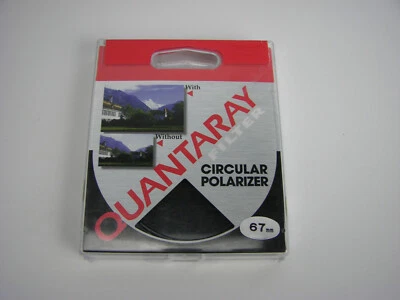 With
Without
QUANTARAY
FILTER
CIRCULAR
POLARIZER
67mm